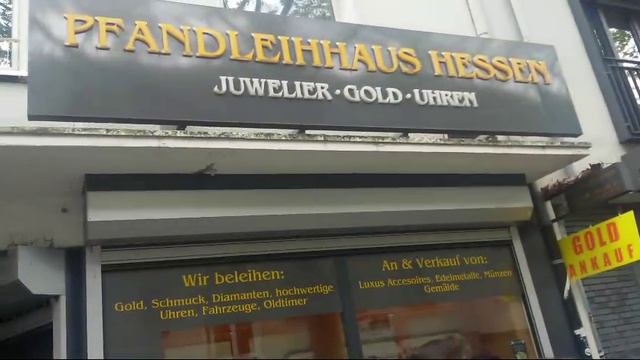 PFANDLEIHHAUS HESSEN
JUWELIER · GOLD · UHREN
Wir beleihen:
Gold, Schmuck, Diamanten, hochwertige
Uhren, Fahrzeuge, Oldtimer
An & Verkauf von:
Luxus Accesoires, Edelmetalle, Münzen
Gemälde
GOLD
ANKAUF